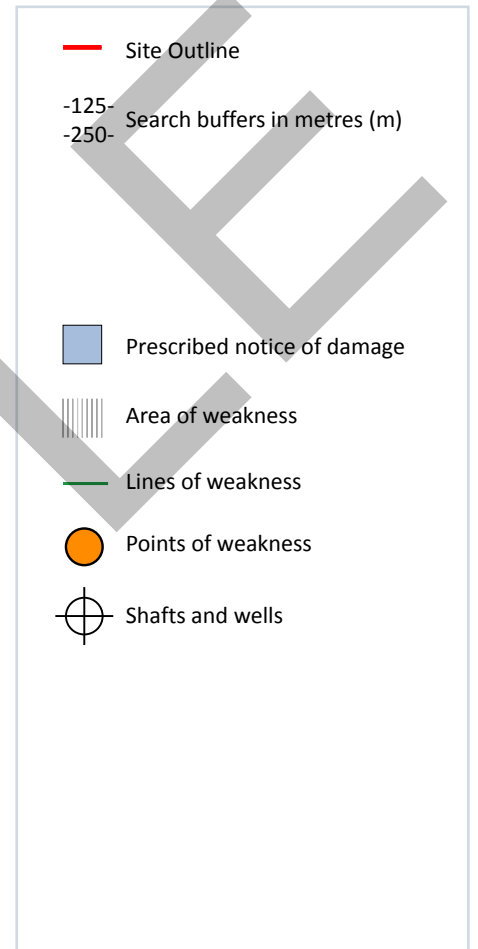 Site Outline
-125-
-250-
Search buffers in metres (m)
Prescribed notice of damage
Area of weakness
Lines of weakness
Points of weakness
Shafts and wells
LE